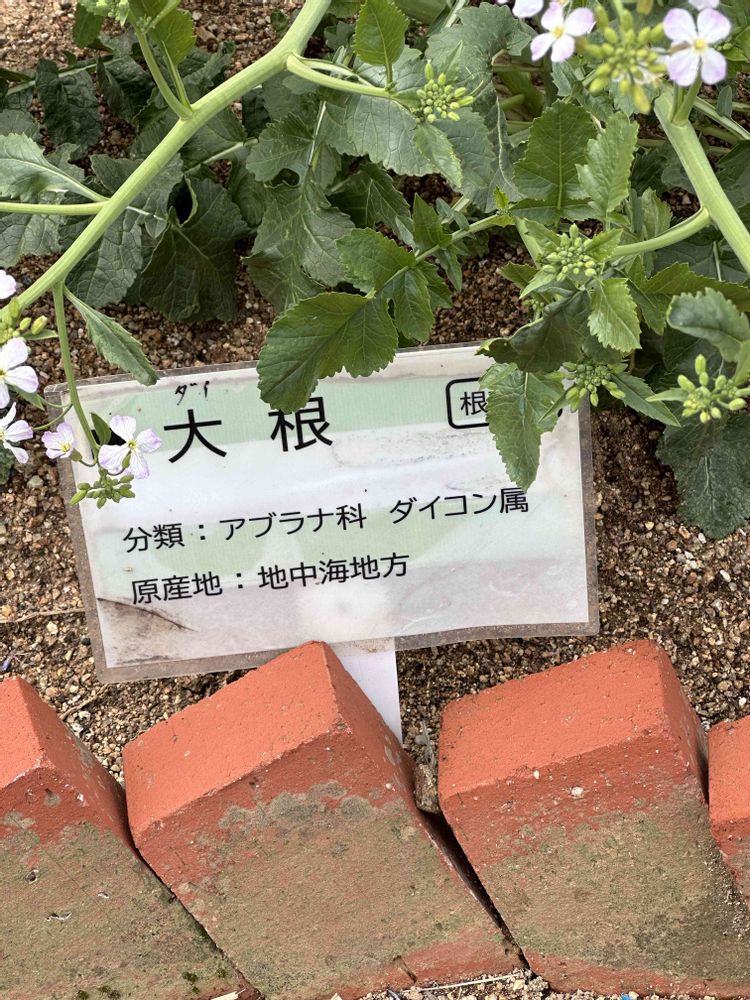 ダイ
大根 根
分類：アブラナ科 ダイコン属
原産地：地中海地方